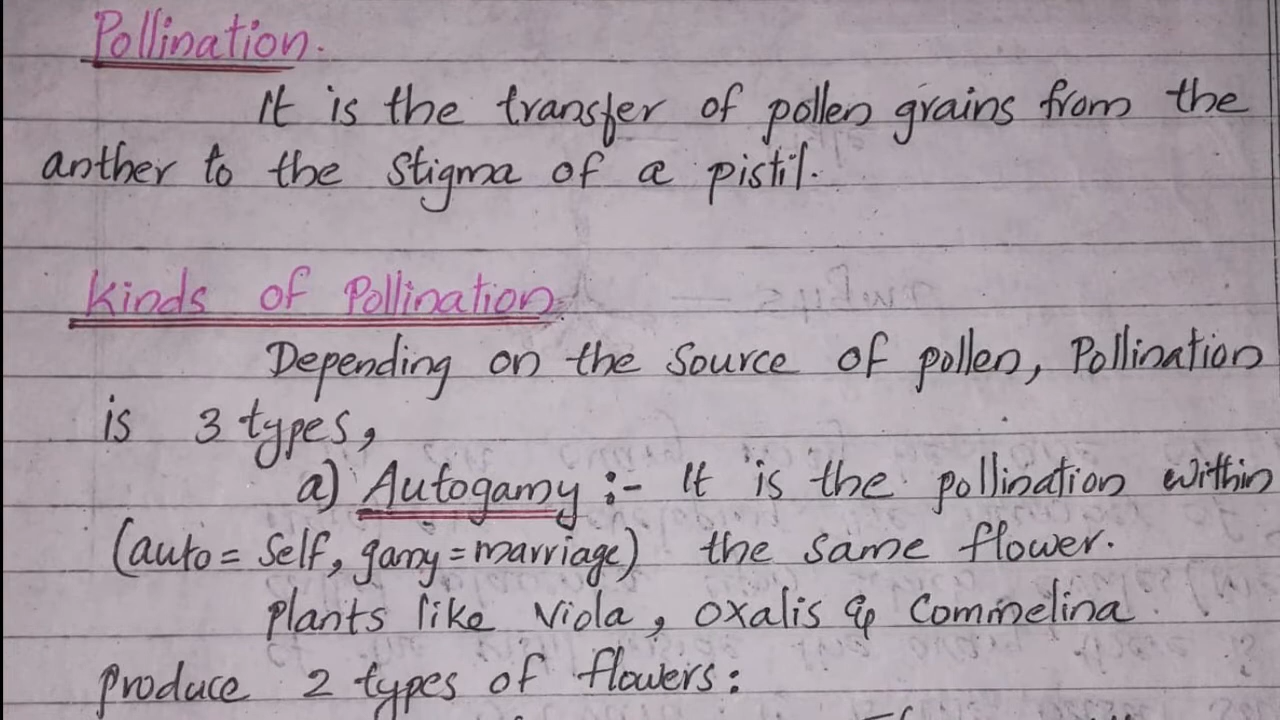 Pollination.
It is the transfer of pollen grains from the
anther to the stigma of a pistil.
Kinds of Pollination
Depending on the source of pollen, Pollination
is 3 types,
a) Autogamy :- It is the pollination within
(auto = Self, gamy = marriage) the same flower.
Plants like Viola, Oxalis & Commelina
produce 2 types of flowers: